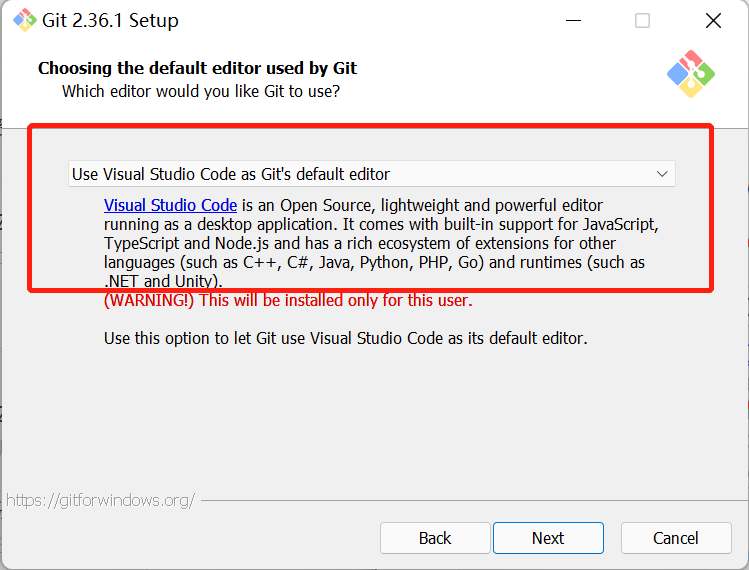 Git 2.36.1 Setup
Choosing the default editor used by Git
Which editor would you like Git to use?
Use Visual Studio Code as Git's default editor
Visual Studio Code is an Open Source, lightweight and powerful editor
running as a desktop application. It comes with built-in support for JavaScript,
TypeScript and Node.js and has a rich ecosystem of extensions for other
languages (such as C++, C#, Java, Python, PHP, Go) and runtimes (such as
.NET and Unity).
(WARNING!) This will be installed only for this user.
Use this option to let Git use Visual Studio Code as its default editor.
https://gitforwindows.org/
Back Next Cancel